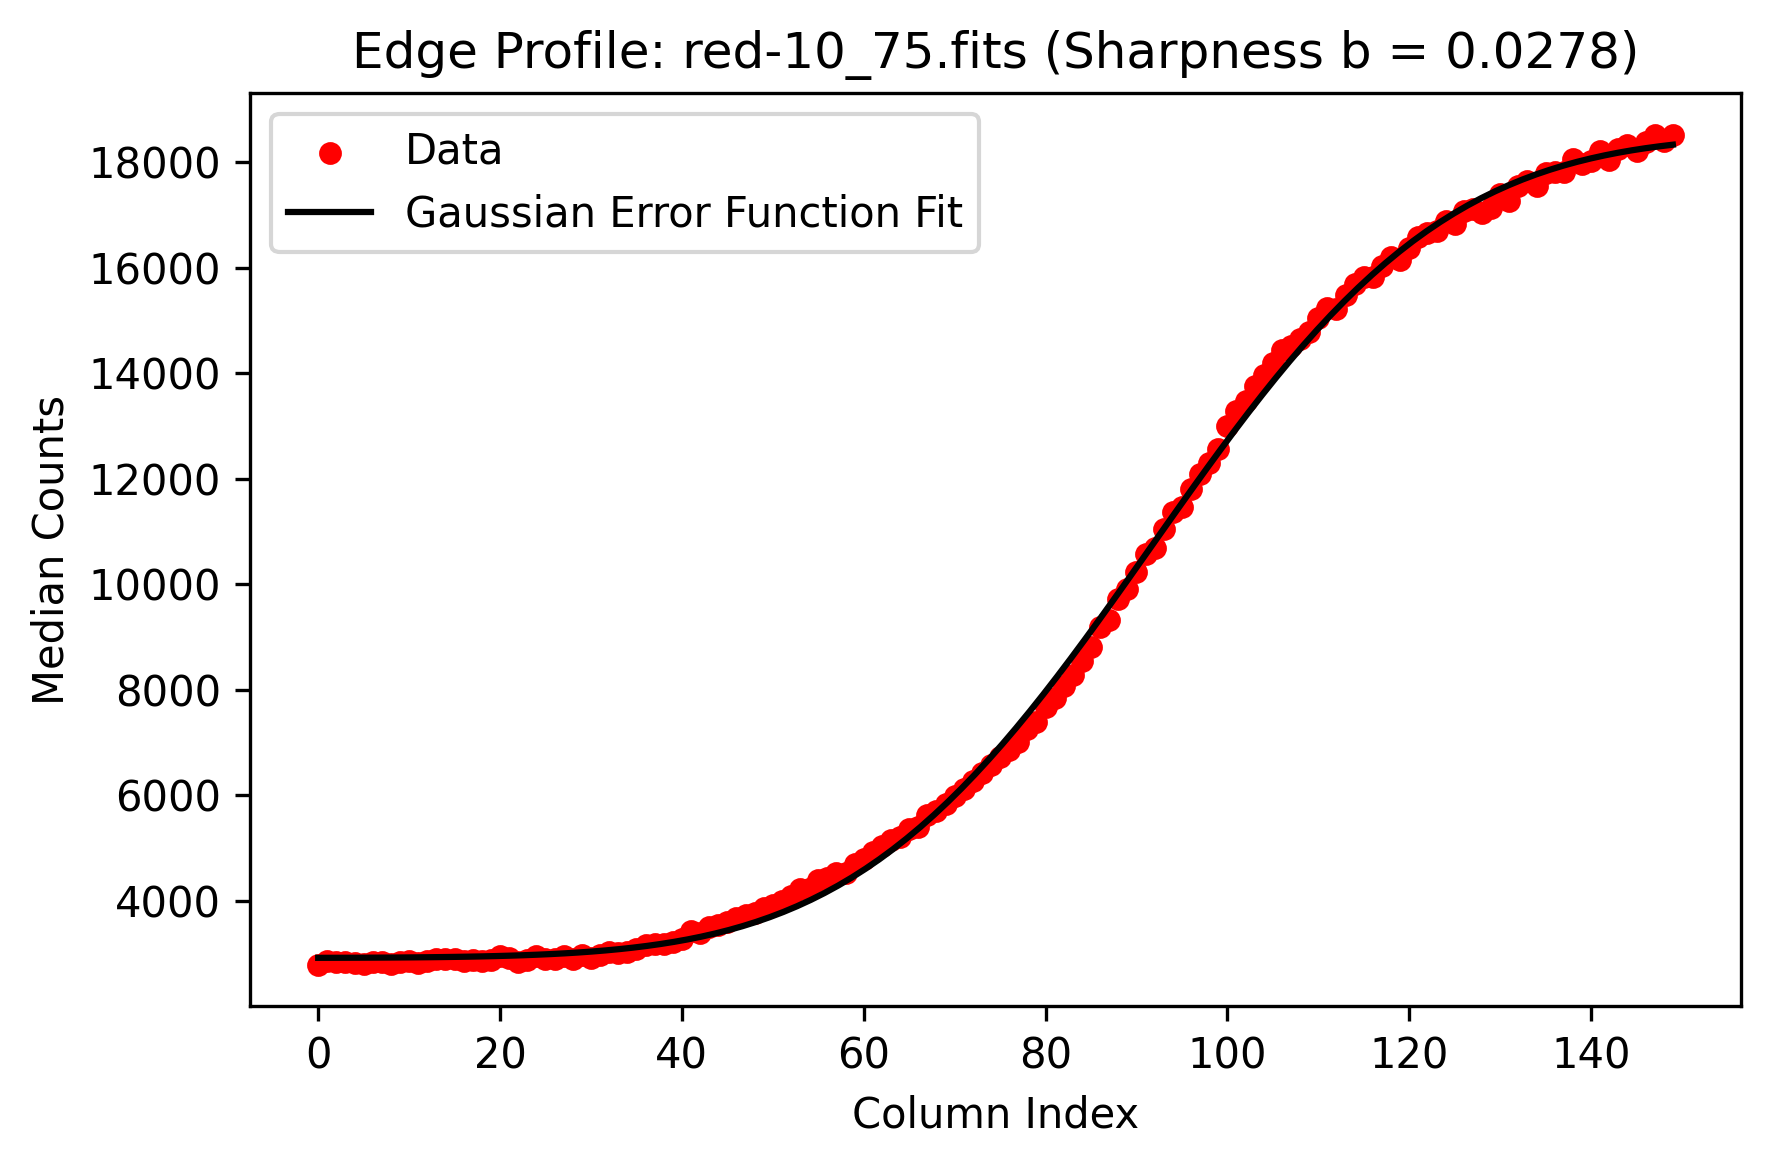 Edge Profile: red-10_75.fits (Sharpness b = 0.0278)
Data
Gaussian Error Function Fit
18000
16000
14000
12000
10000
8000
6000
4000
Median Counts
0 20 40 60 80 100 120 140
Column Index